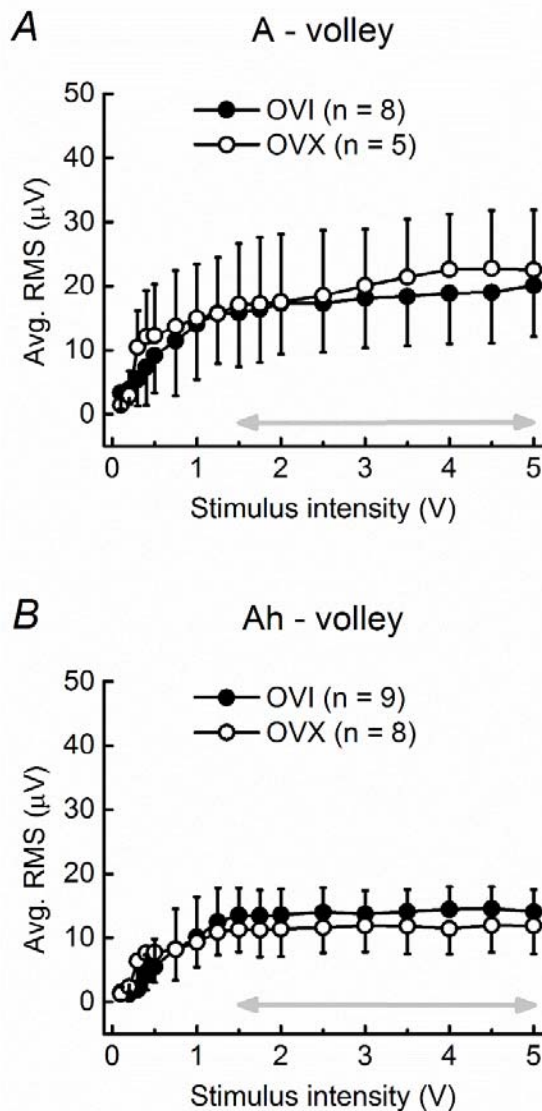 A
A - volley
OVI (n = 8)
OVX (n = 5)
50
40
30
20
10
0
Avg. RMS (µV)
0 1 2 3 4 5
Stimulus intensity (V)
B
Ah - volley
OVI (n = 9)
OVX (n = 8)
50
40
30
20
10
0
Avg. RMS (µV)
0 1 2 3 4 5
Stimulus intensity (V)